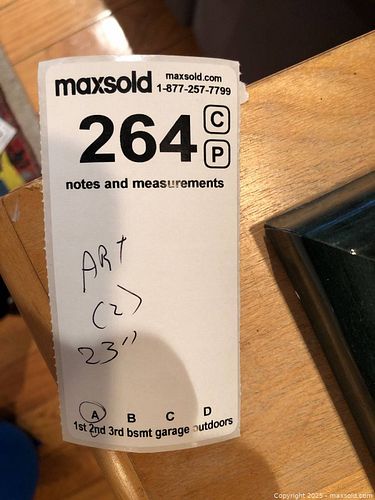 maxsold maxsold.com
1-877-257-7799
264 C
P
notes and measurements
ART
(2)
23"
A B C D
1st 2nd 3rd bsmt garage outdoors
Copyright 2025 - maxsold.com